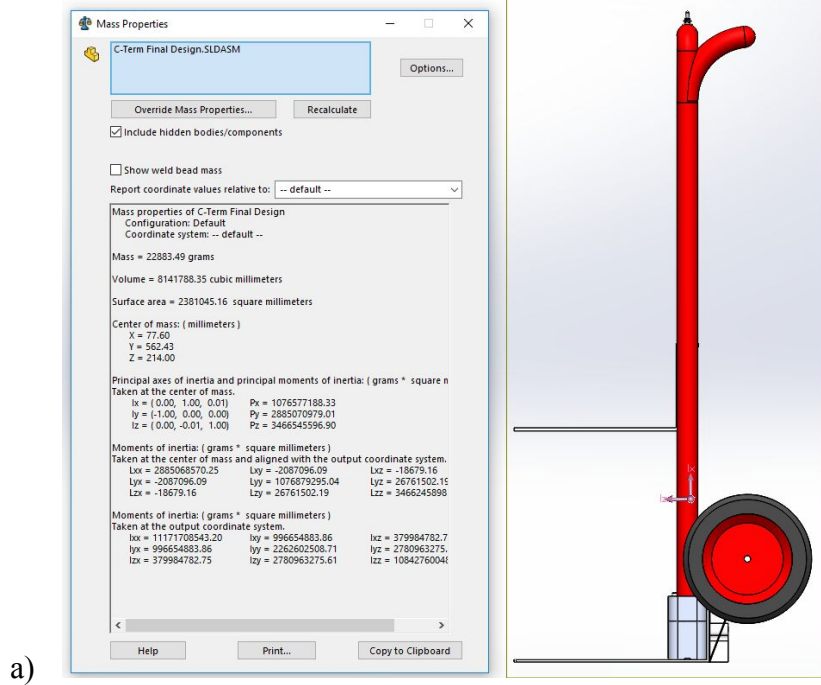 Mass Properties
C-Term Final Design.SLDASM
Options...
Override Mass Properties...
Recalculate
Include hidden bodies/components
Show weld bead mass
Report coordinate values relative to: -- default --
Mass properties of C-Term Final Design
Configuration: Default
Coordinate system: -- default --
Mass = 22883.49 grams
Volume = 8141788.35 cubic millimeters
Surface area = 2381045.16 square millimeters
Center of mass: ( millimeters )
X = 77.60
Y = 562.43
Z = 214.00
Principal axes of inertia and principal moments of inertia: ( grams * square n
Taken at the center of mass.
Ix = ( 0.00, 1.00, 0.01) Px = 1076577188.33
Iy = (-1.00, 0.00, 0.00) Py = 2885070979.01
Iz = ( 0.00, -0.01, 1.00) Pz = 3466545596.90
Moments of inertia: ( grams * square millimeters )
Taken at the center of mass and aligned with the output coordinate system.
Lxx = 2885068570.25 Lxy = -2087096.09 Lxz = -18679.16
Lyx = -2087096.09 Lyy = 1076879295.04 Lyz = 26761502.19
Lzx = -18679.16 Lzy = 26761502.19 Lzz = 3466245898
Moments of inertia: ( grams * square millimeters )
Taken at the output coordinate system.
Ixx = 11171708543.20 Ixy = 996654883.86 Ixz = 379984782.7
Iyx = 996654883.86 Iyy = 2262602508.71 Iyz = 2780963275.
Izx = 379984782.75 Izy = 2780963275.61 Izz = 1084276004
Help
Print...
Copy to Clipboard
a)